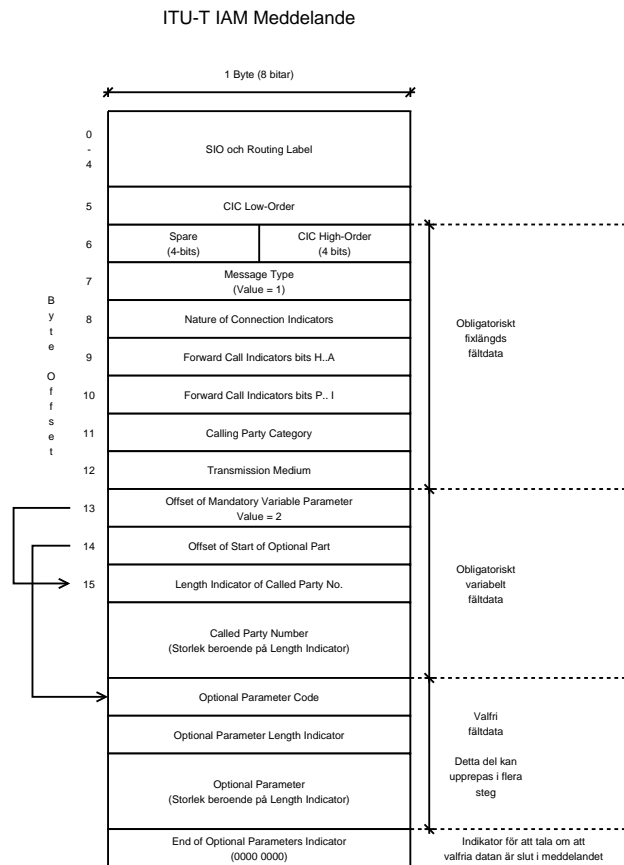 ITU-T IAM Meddelande
1 Byte (8 bitar)
Byte Offset
0
-
4
SIO och Routing Label
5
CIC Low-Order
6
Spare
(4-bits)
CIC High-Order
(4 bits)
7
Message Type
(Value = 1)
8
Nature of Connection Indicators
9
Forward Call Indicators bits H..A
10
Forward Call Indicators bits P.. I
11
Calling Party Category
12
Transmission Medium
Obligatoriskt
fixlängds
fältdata
13
Offset of Mandatory Variable Parameter
Value = 2
14
Offset of Start of Optional Part
15
Length Indicator of Called Party No.
Called Party Number
(Storlek beroende på Length Indicator)
Obligatoriskt
variabelt
fältdata
Optional Parameter Code
Optional Parameter Length Indicator
Optional Parameter
(Storlek beroende på Length Indicator)
Valfri
fältdata
Detta del kan
upprepas i flera
steg
End of Optional Parameters Indicator
(0000 0000)
Indikator för att tala om att
valfria datan är slut i meddelandet